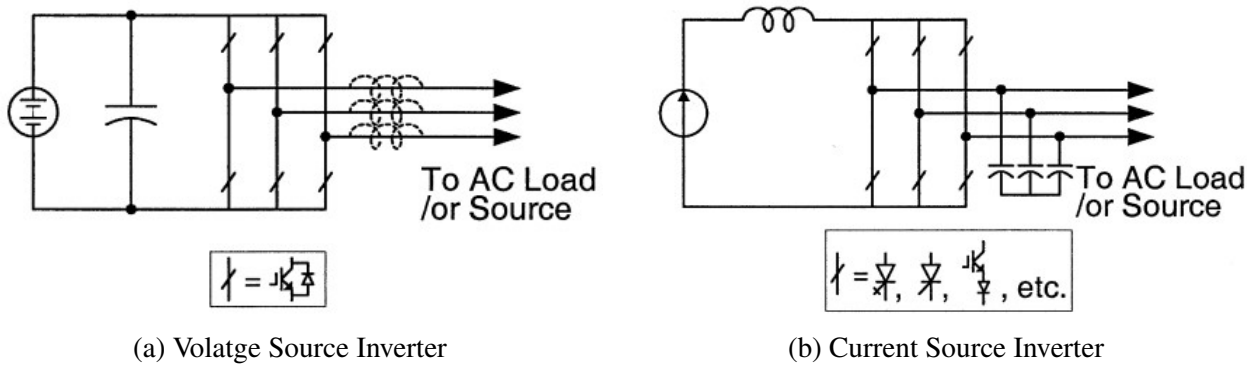 To AC Load
/or Source
=
(a) Volatge Source Inverter
To AC Load
/or Source
= , , , etc.
(b) Current Source Inverter